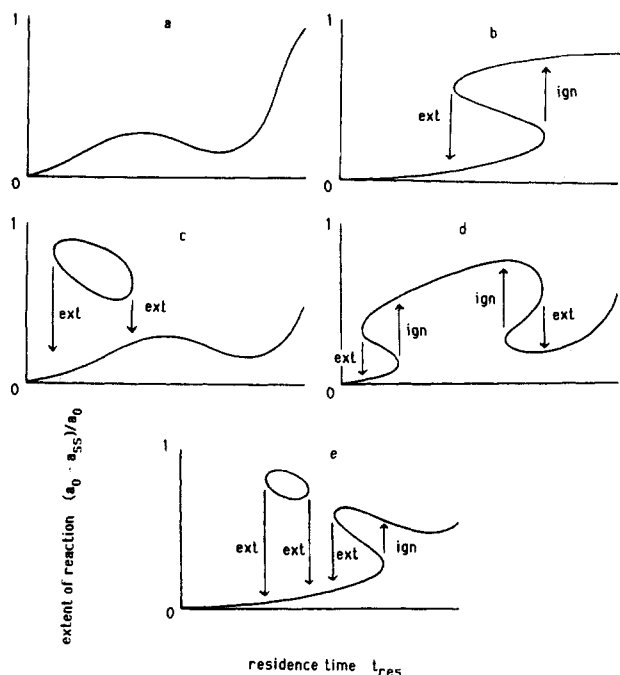 1
a
0
1
b
ext
ign
0
1
c
ext
ext
0
1
d
ext
ign
ign
ext
0
1
e
ext
ext
ext
ign
0
extent of reaction (a0 - ass)/a0
residence time tres